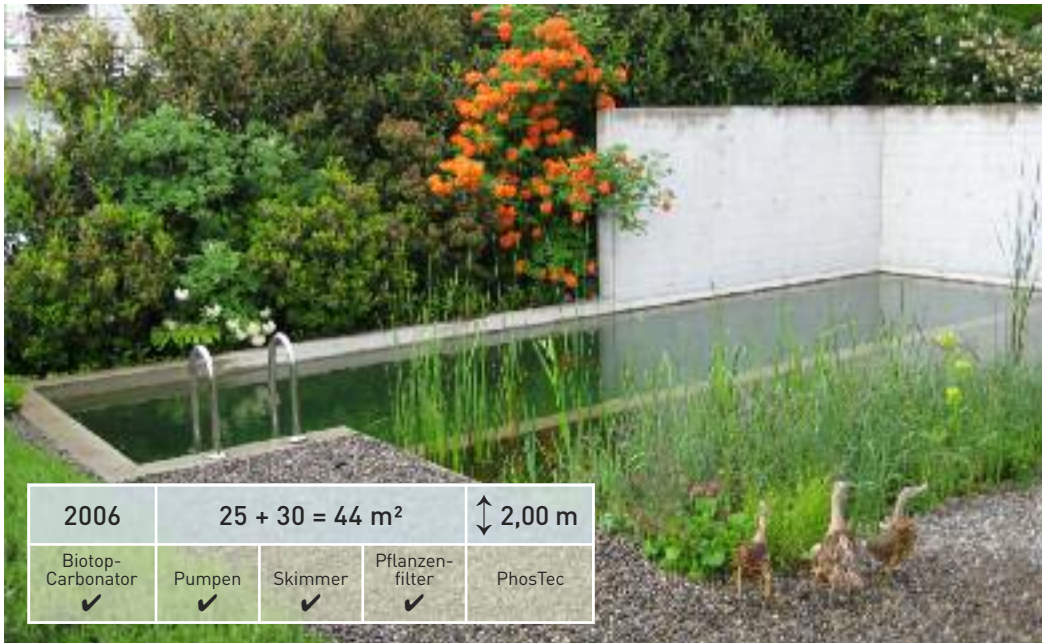 2006 25 + 30 = 44 m² ↕ 2,00 m
Biotop-
Carbonator
✔
Pumpen
✔
Skimmer
✔
Pflanzen-
filter
✔
PhosTec